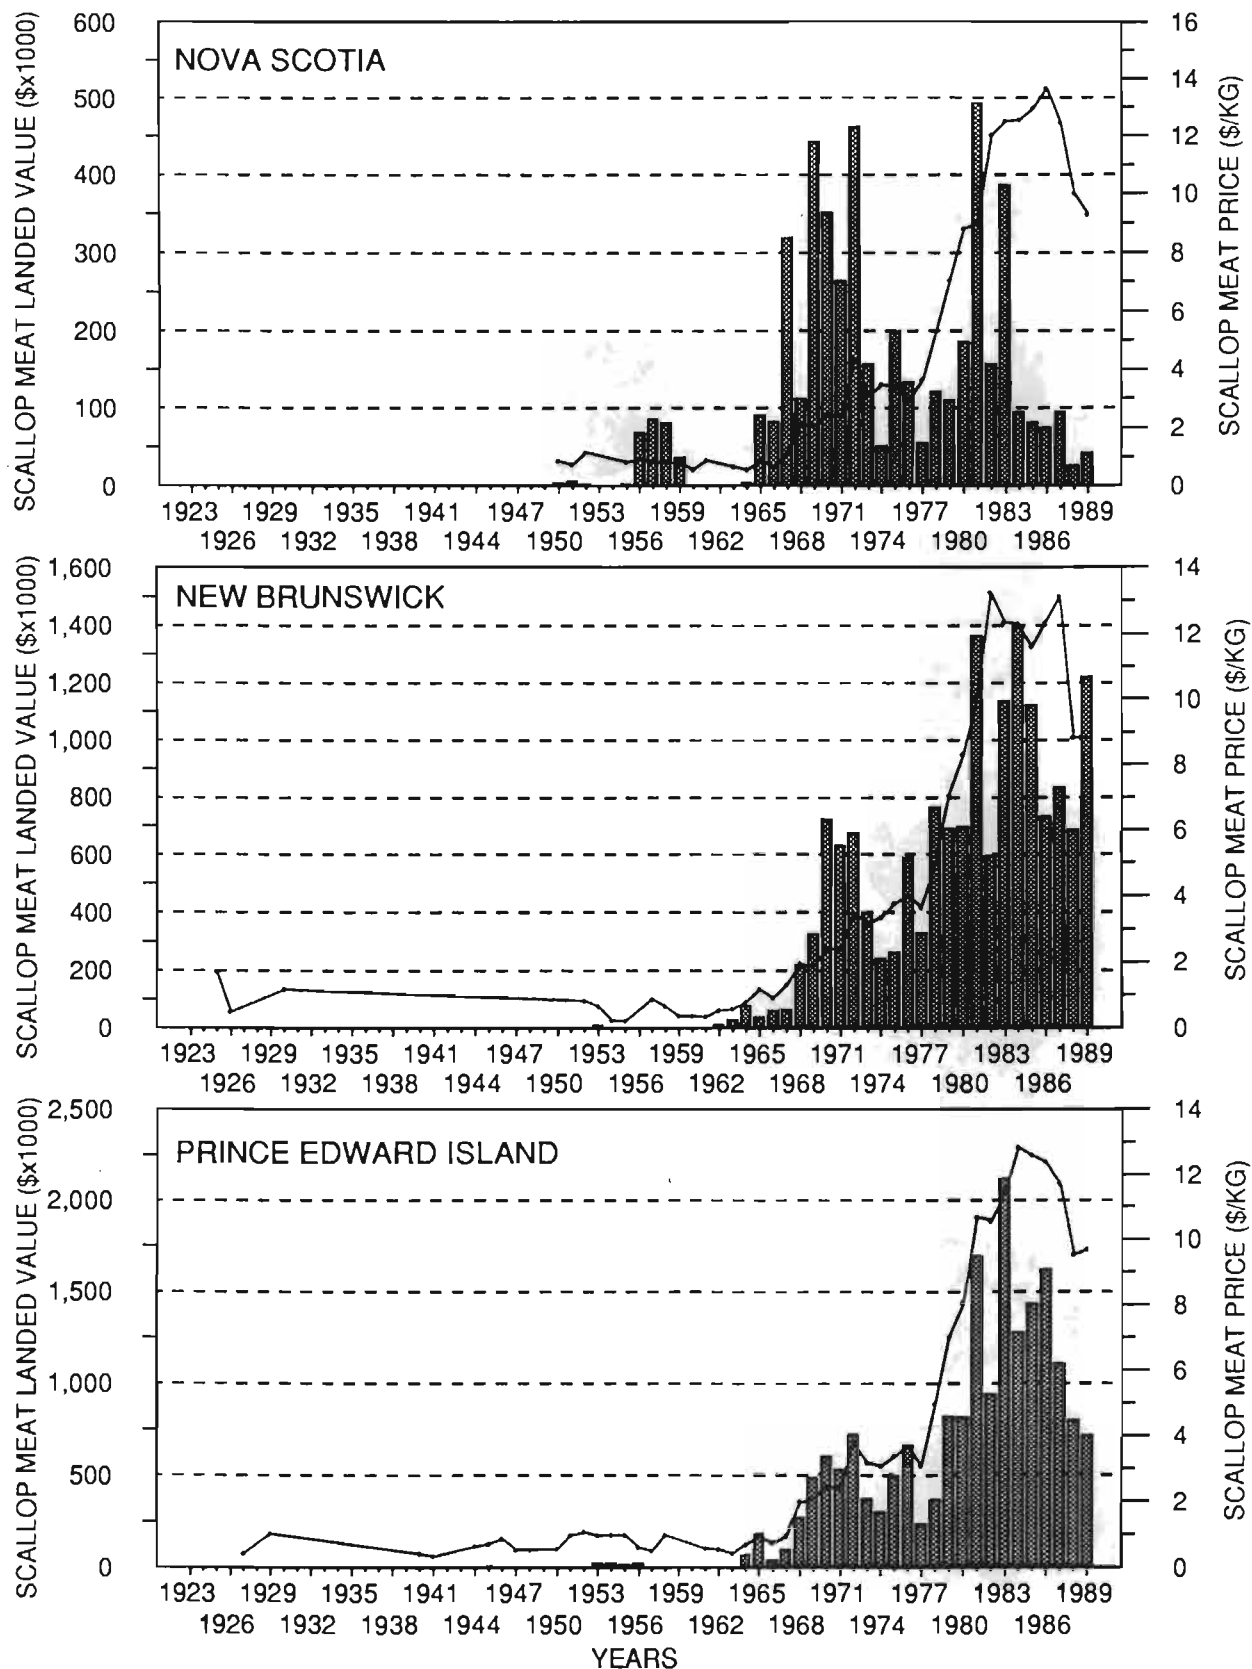 SCALLOP MEAT LANDED VALUE ($x1000)
600
500
400
300
200
100
0
NOVA SCOTIA
16
14
12
10
8
6
4
2
0
SCALLOP MEAT PRICE ($/KG)
1923 1929 1935 1941 1947 1953 1959 1965 1971 1977 1983 1989
1926 1932 1938 1944 1950 1956 1962 1968 1974 1980 1986
SCALLOP MEAT LANDED VALUE ($x1000)
1,600
1,400
1,200
1,000
800
600
400
200
0
NEW BRUNSWICK
14
12
10
8
6
4
2
0
SCALLOP MEAT PRICE ($/KG)
1923 1929 1935 1941 1947 1953 1959 1965 1971 1977 1983 1989
1926 1932 1938 1944 1950 1956 1962 1968 1974 1980 1986
SCALLOP MEAT LANDED VALUE ($x1000)
2,500
2,000
1,500
1,000
500
0
PRINCE EDWARD ISLAND
14
12
10
8
6
4
2
0
SCALLOP MEAT PRICE ($/KG)
1923 1929 1935 1941 1947 1953 1959 1965 1971 1977 1983 1989
1926 1932 1938 1944 1950 1956 1962 1968 1974 1980 1986
YEARS